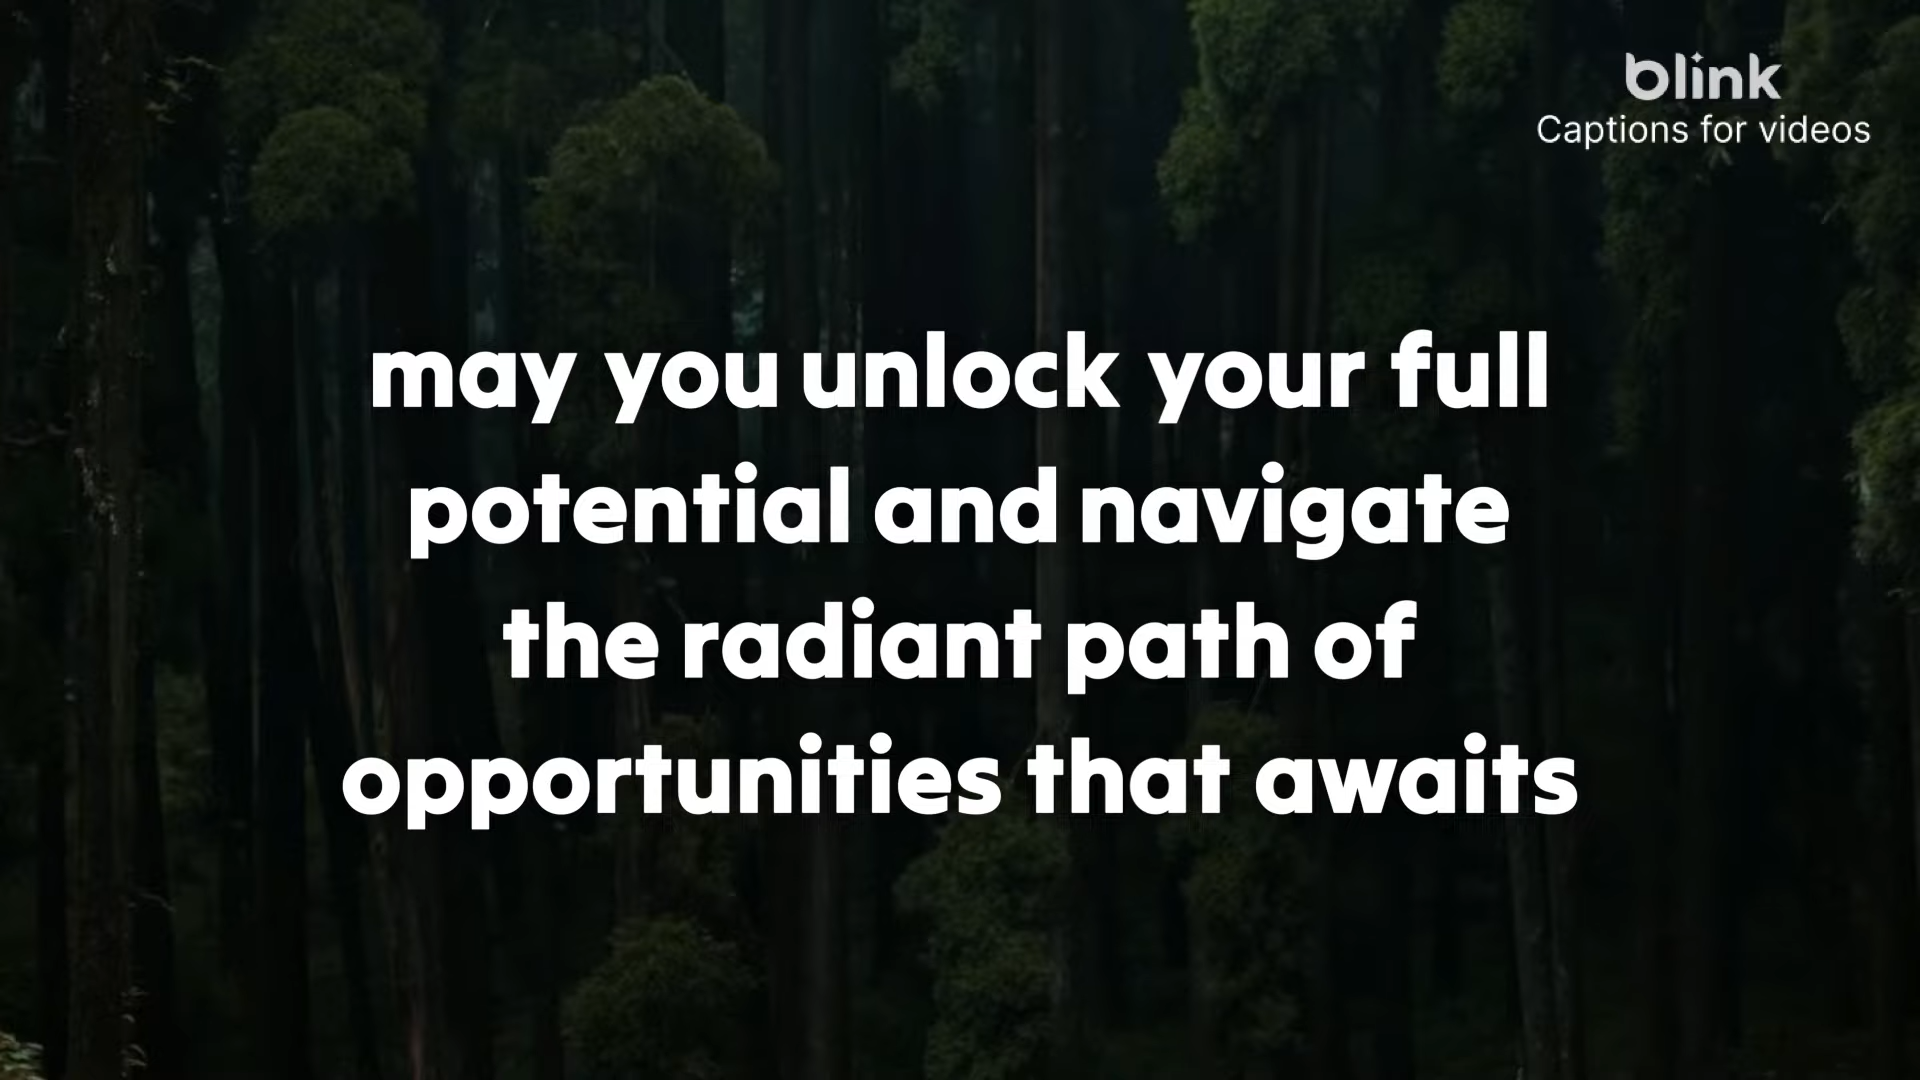 blink
Captions for videos
may you unlock your full
potential and navigate
the radiant path of
opportunities that awaits